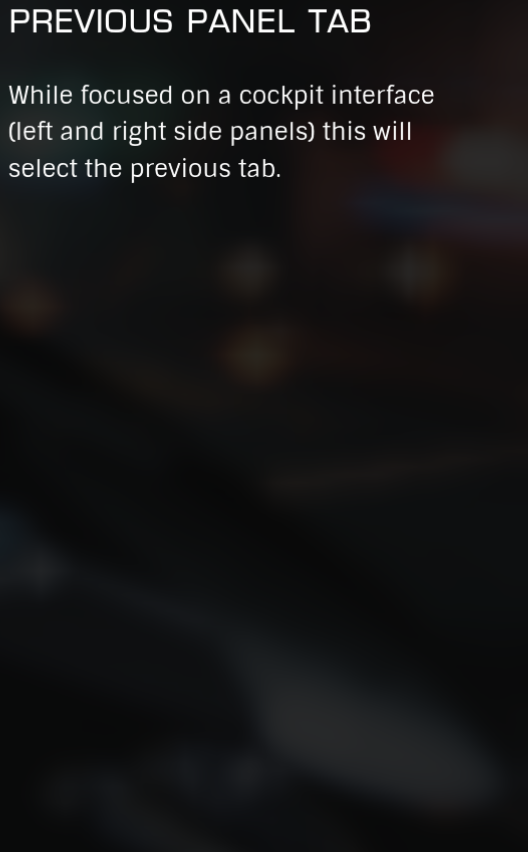 PREVIOUS PANEL TAB
While focused on a cockpit interface
(left and right side panels) this will
select the previous tab.